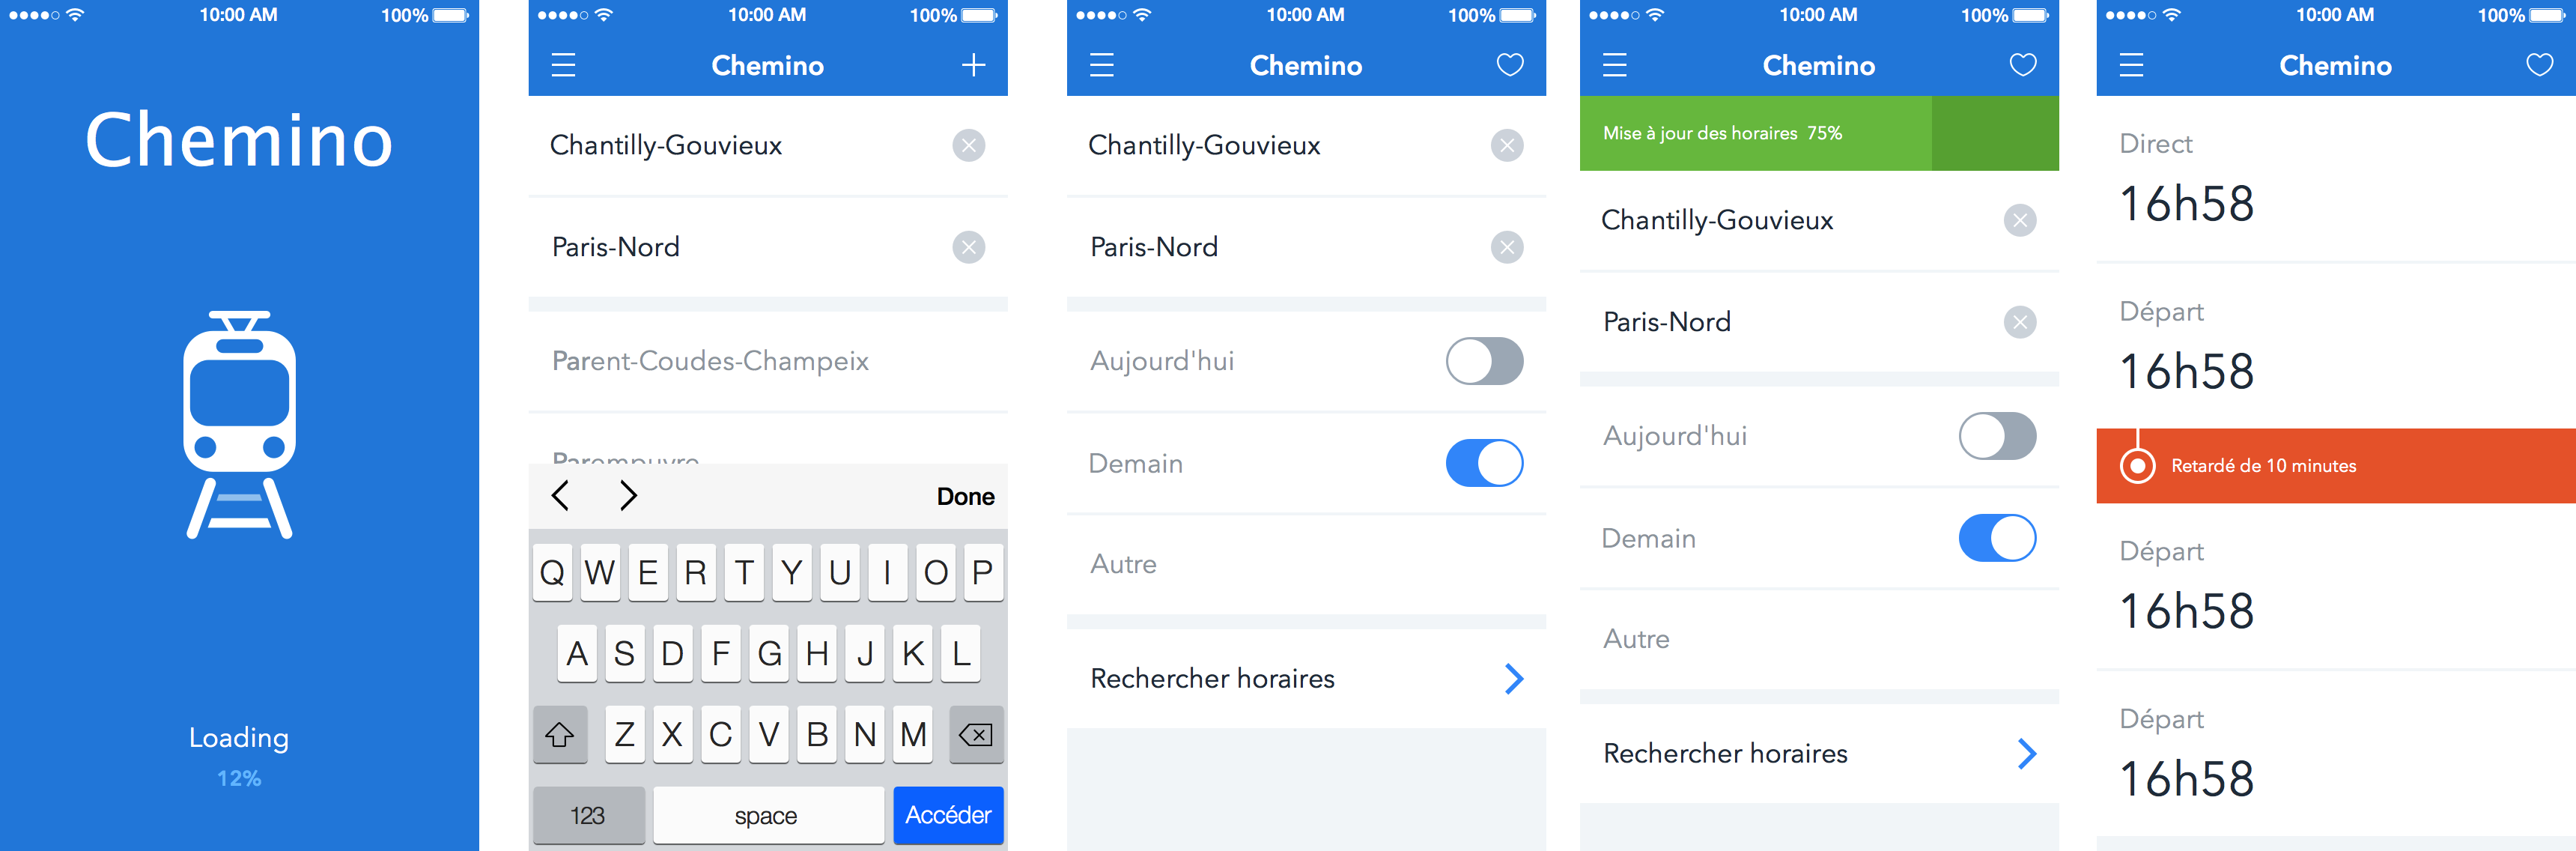 10:00 AM 100%
Chemino
Loading
12%
10:00 AM 100%
Chemino
Chantilly-Gouvieux
Paris-Nord
Parent-Coudes-Champeix
Parempuyre
Done
Q W E R T Y U I O P
A S D F G H J K L
Z X C V B N M
123 space Accéder
10:00 AM 100%
Chemino
Chantilly-Gouvieux
Paris-Nord
Aujourd'hui
Demain
Autre
Rechercher horaires
10:00 AM 100%
Chemino
Mise à jour des horaires 75%
Chantilly-Gouvieux
Paris-Nord
Aujourd'hui
Demain
Autre
Rechercher horaires
10:00 AM 100%
Chemino
Direct
16h58
Départ
16h58
Retardé de 10 minutes
Départ
16h58
Départ
16h58